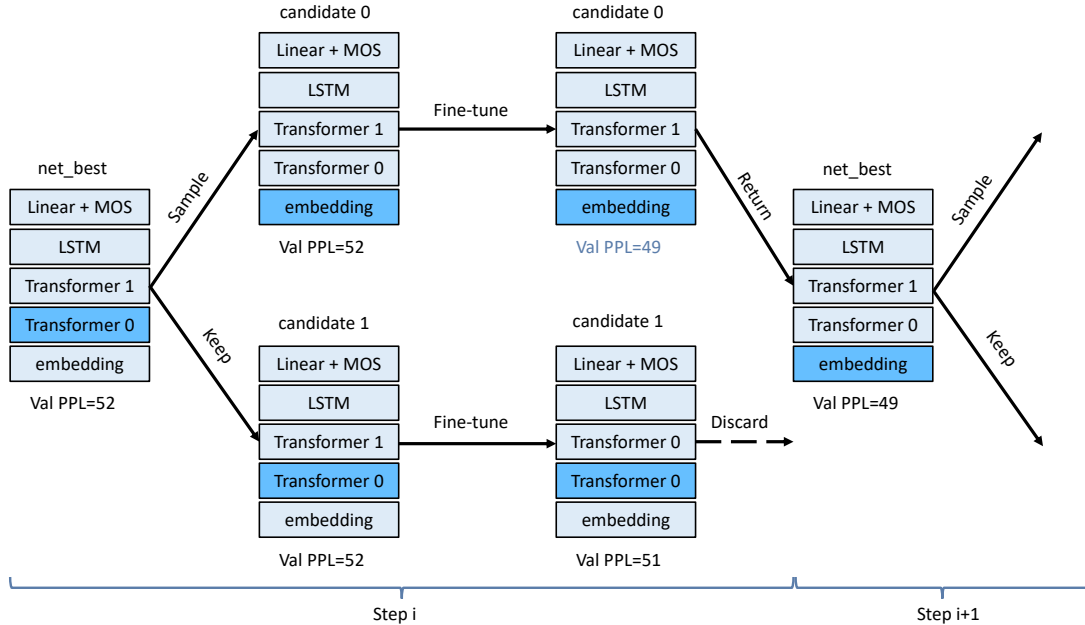 net_best
Linear + MOS
LSTM
Transformer 1
Transformer 0
embedding
Val PPL=52
Sample
Keep
candidate 0
Linear + MOS
LSTM
Transformer 1
Transformer 0
embedding
Val PPL=52
Fine-tune
candidate 0
Linear + MOS
LSTM
Transformer 1
Transformer 0
embedding
Val PPL=49
Return
candidate 1
Linear + MOS
LSTM
Transformer 1
Transformer 0
embedding
Val PPL=52
Fine-tune
candidate 1
Linear + MOS
LSTM
Transformer 0
Transformer 0
embedding
Val PPL=51
Discard
net_best
Linear + MOS
LSTM
Transformer 1
Transformer 0
embedding
Val PPL=49
Sample
Keep
Step i
Step i+1